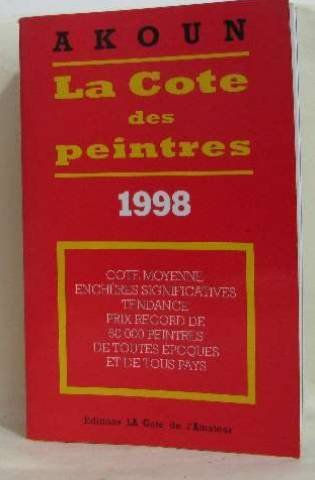 AKOUN
La Cote
des
peintres
1998
COTE MOYENNE
ENCHÈRES SIGNIFICATIVES
TENDANCE
PRIX RECORD DE
60 000 PEINTRES
DE TOUTES ÉPOQUES
ET DE TOUS PAYS
Editions LA Cote de l'Amateur